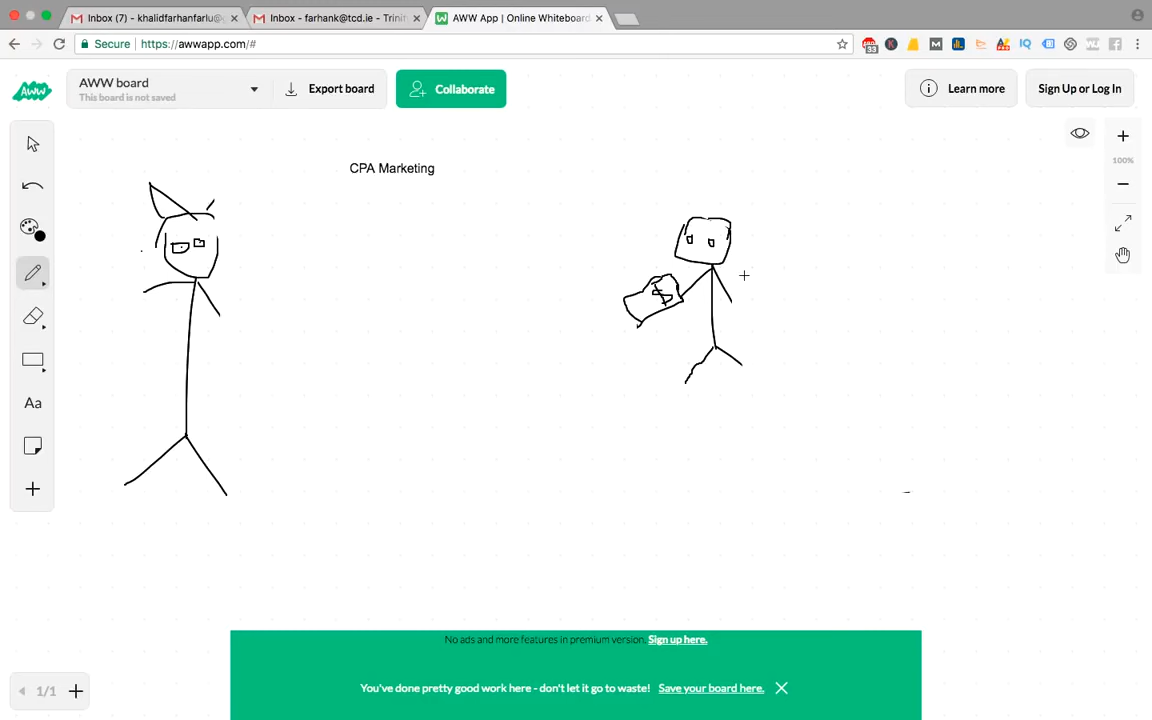 Inbox (7) - khalidfarhanfarlu@
Inbox - farhank@tcd.ie - Trini
AWW App | Online Whiteboard
Secure
https://awwapp.com/#
33
K
M
IQ
AWW
AWW board
This board is not saved
Export board
Collaborate
Learn more
Sign Up or Log In
100%
Aa
CPA Marketing
$
No ads and more features in premium version Sign up here.
You've done pretty good work here - don't let it go to waste! Save your board here.
1/1